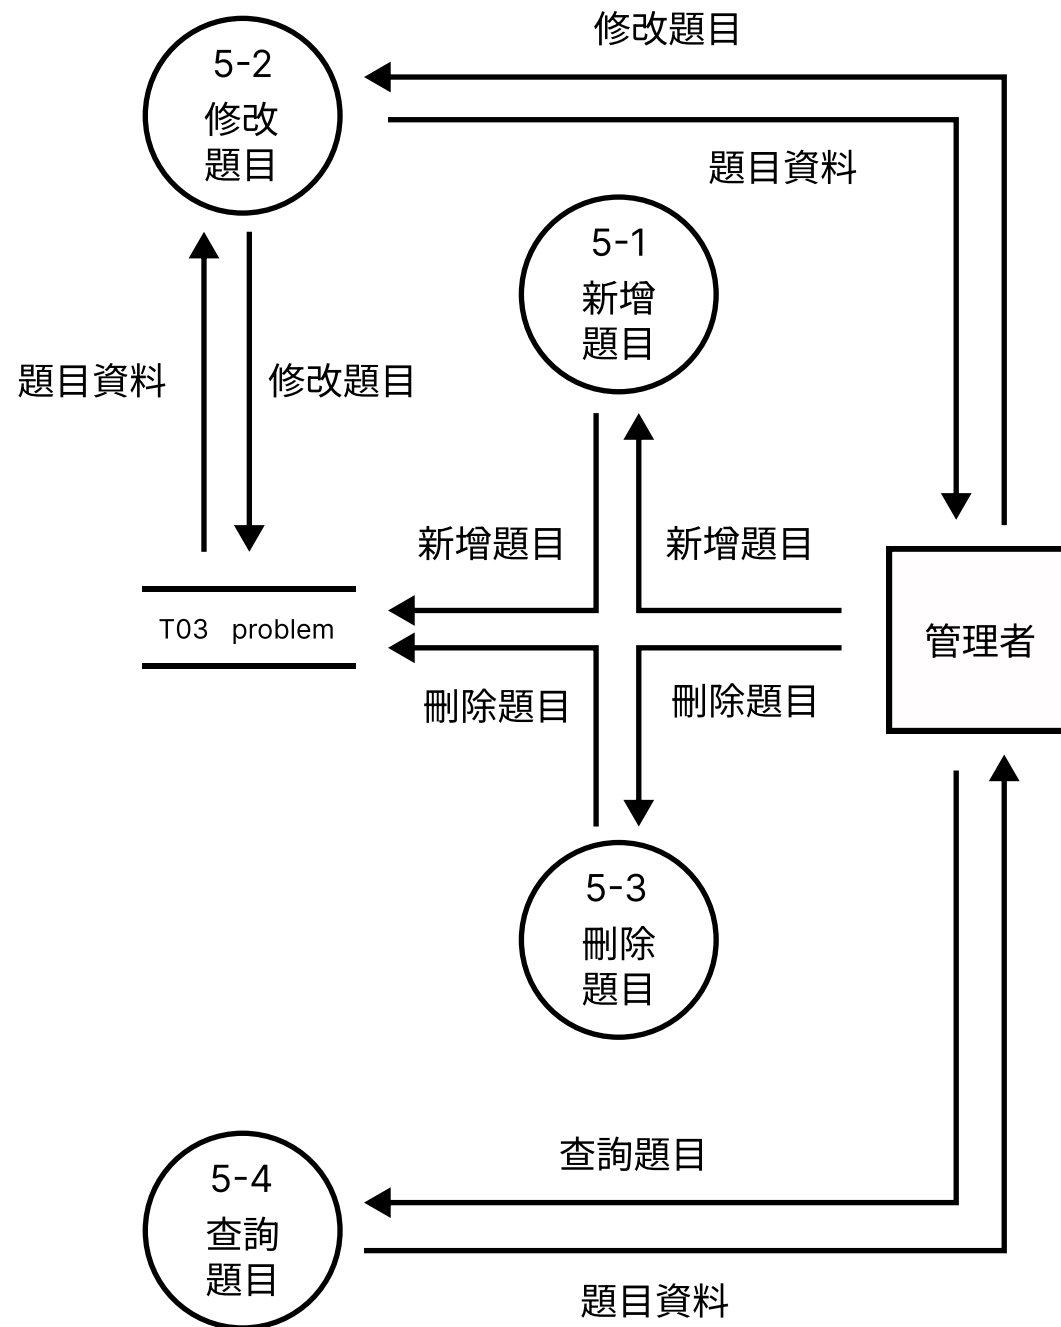 修改題目
5-2
修改
題目
題目資料
5-1
新增
題目
題目資料
修改題目
新增題目
新增題目
T03 problem
管理者
刪除題目
刪除題目
5-3
刪除
題目
查詢題目
5-4
查詢
題目
題目資料